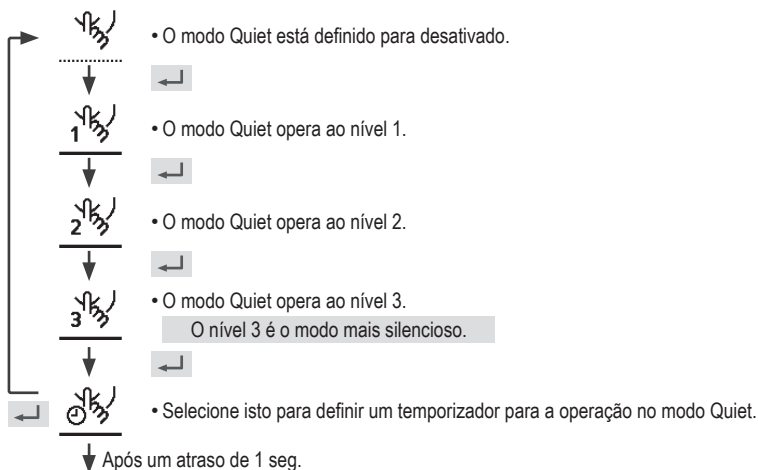 • O modo Quiet está definido para desativado.
1
• O modo Quiet opera ao nível 1.
2
• O modo Quiet opera ao nível 2.
3
• O modo Quiet opera ao nível 3.
O nível 3 é o modo mais silencioso.
• Selecione isto para definir um temporizador para a operação no modo Quiet.
Após um atraso de 1 seg.